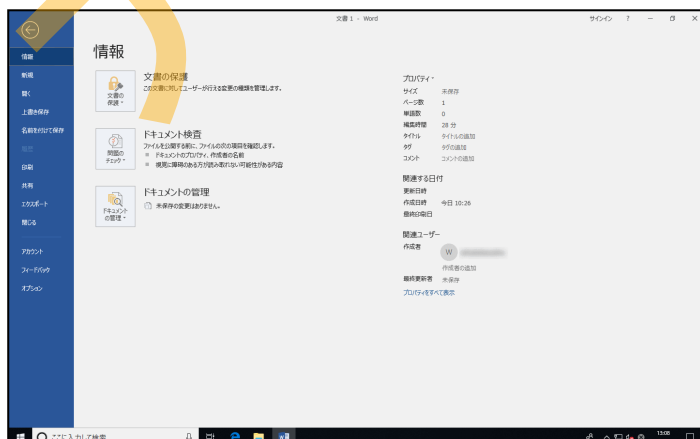 文書 1 - Word
サインイン ? － ×
情報
新規
開く
上書き保存
名前を付けて保存
履歴
印刷
共有
エクスポート
閉じる
アカウント
フィードバック
オプション
情報
文書の保護
この文書に対してユーザーが行える変更の種類を管理します。
文書の
保護
ドキュメント検査
ファイルを公開する前に、ファイルの次の項目を確認します。
ドキュメントのプロパティ、作成者の名前
視覚に障碍のある方が読み取れない可能性がある内容
問題の
チェック
ドキュメントの管理
未保存の変更はありません。
ドキュメント
の管理
プロパティ
サイズ 未保存
ページ数 1
単語数 0
編集時間 28 分
タイトル タイトルの追加
タグ タグの追加
コメント コメントの追加
関連する日付
更新日時
作成日時 今日 10:26
最終印刷日
関連ユーザー
作成者 W
作成者の追加
最終更新者 未保存
プロパティをすべて表示
ここに入力して検索
13:08